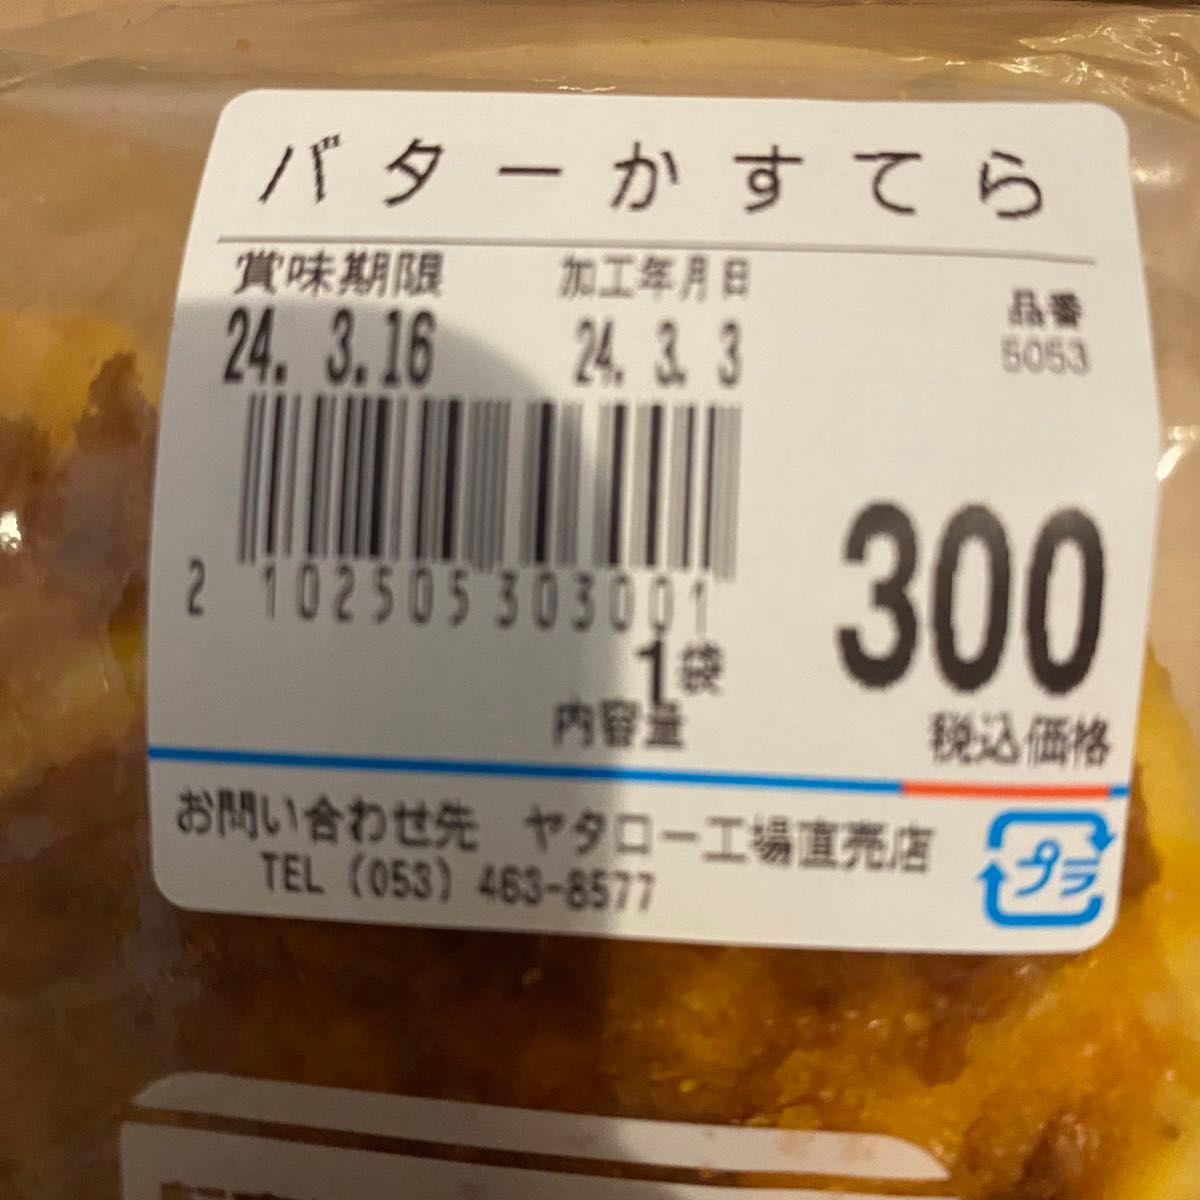 バターかすてら
賞味期限 加工年月日
24. 3.16 24. 3. 3
品番
5053
2 102505 303001
300
1袋
内容量
税込価格
お問い合わせ先 ヤタロー工場直売店
TEL (053) 463-8577
プラ